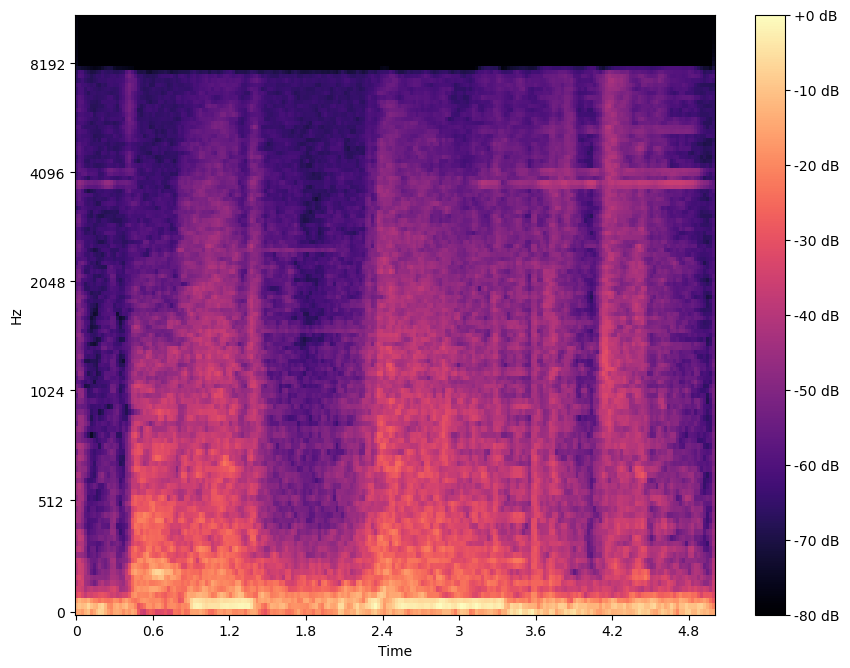 +0 dB
8192
-10 dB
4096
-20 dB
-30 dB
2048
Hz
-40 dB
1024
-50 dB
-60 dB
512
-70 dB
0
-80 dB
0 0.6 1.2 1.8 2.4 3 3.6 4.2 4.8
Time